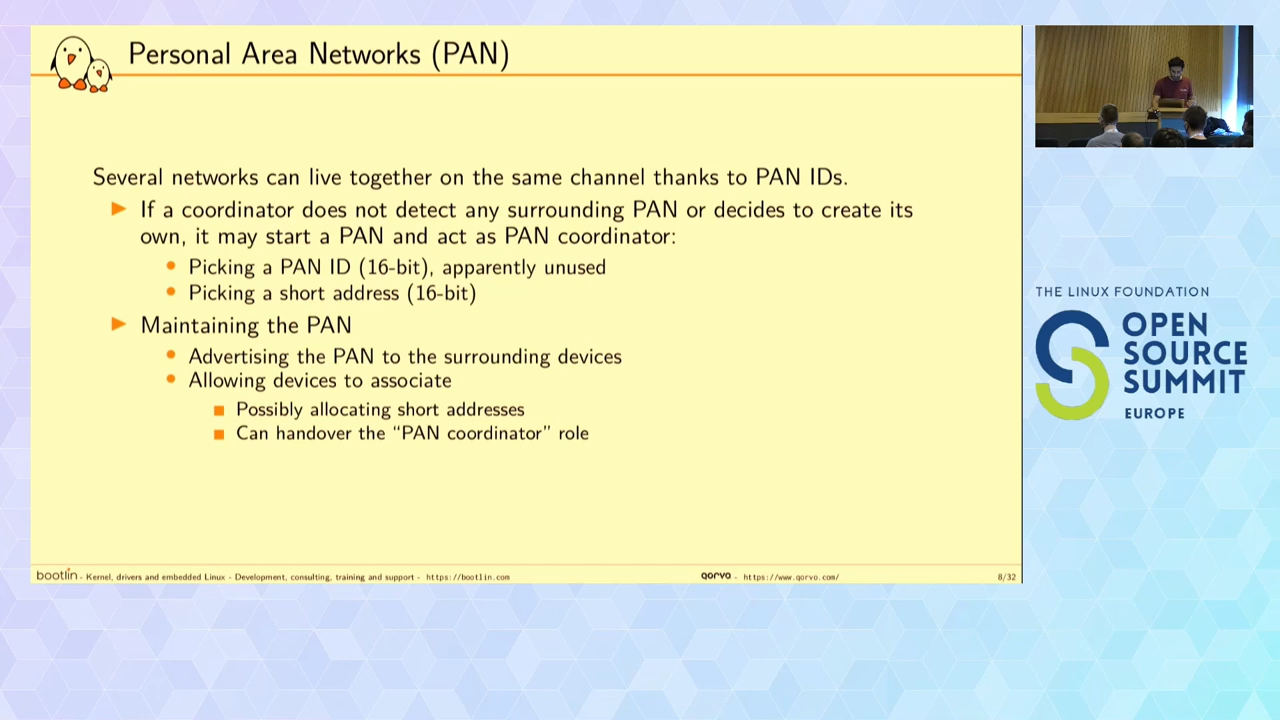 Personal Area Networks (PAN)
Several networks can live together on the same channel thanks to PAN IDs.
If a coordinator does not detect any surrounding PAN or decides to create its
own, it may start a PAN and act as PAN coordinator:
Picking a PAN ID (16-bit), apparently unused
Picking a short address (16-bit)
Maintaining the PAN
Advertising the PAN to the surrounding devices
Allowing devices to associate
Possibly allocating short addresses
Can handover the “PAN coordinator” role
bootlin - Kernel, drivers and embedded Linux - Development, consulting, training and support - https://bootlin.com
qorvo - https://www.qorvo.com/
8/32
THE LINUX FOUNDATION
OPEN
SOURCE
SUMMIT
EUROPE